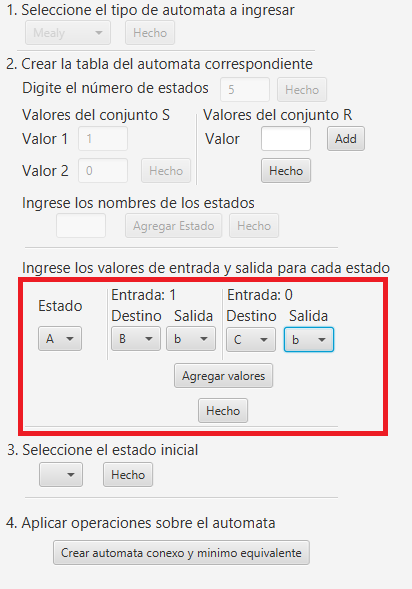 1. Seleccione el tipo de automata a ingresar
Mealy Hecho
2. Crear la tabla del automata correspondiente
Digite el número de estados 5 Hecho
Valores del conjunto S Valores del conjunto R
Valor 1 1 Valor Add
Valor 2 0 Hecho Hecho
Ingrese los nombres de los estados
Agregar Estado Hecho
Ingrese los valores de entrada y salida para cada estado
Estado Entrada: 1 Entrada: 0
Destino Salida Destino Salida
A B b C b
Agregar valores
Hecho
3. Seleccione el estado inicial
Hecho
4. Aplicar operaciones sobre el automata
Crear automata conexo y minimo equivalente